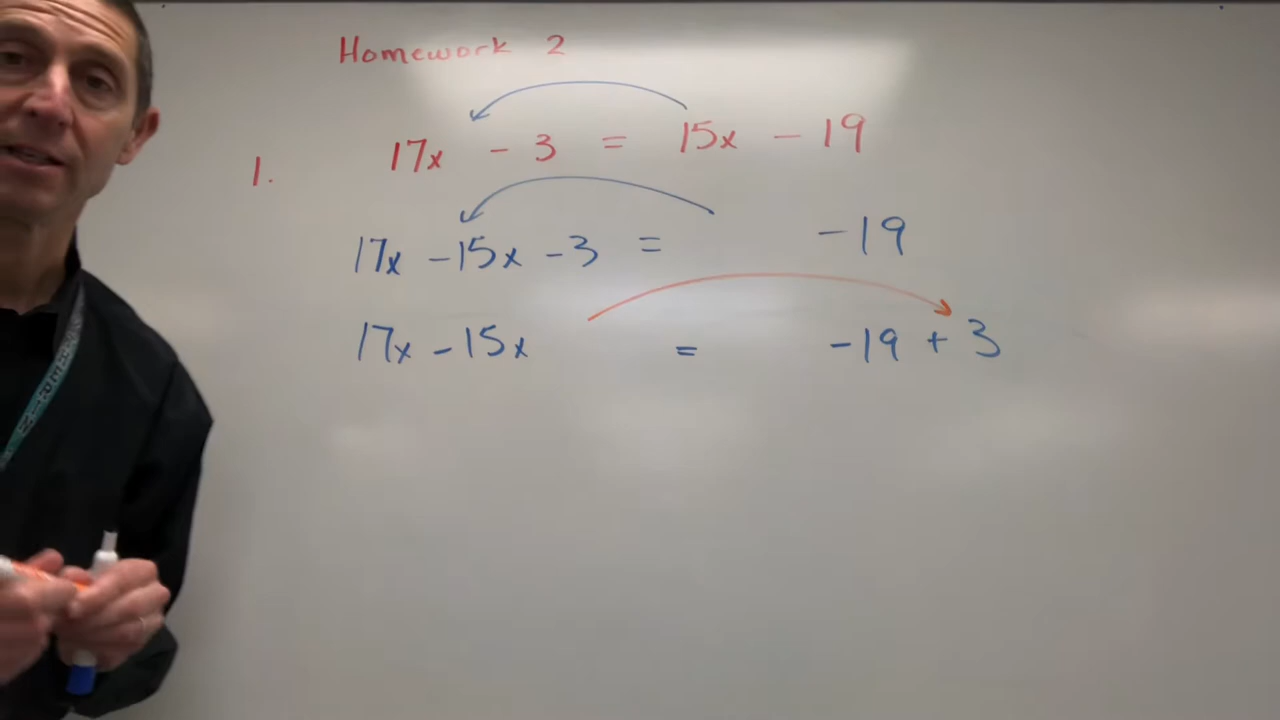 Homework 2
1. 17x - 3 = 15x - 19
17x - 15x - 3 = -19
17x - 15x = -19 + 3